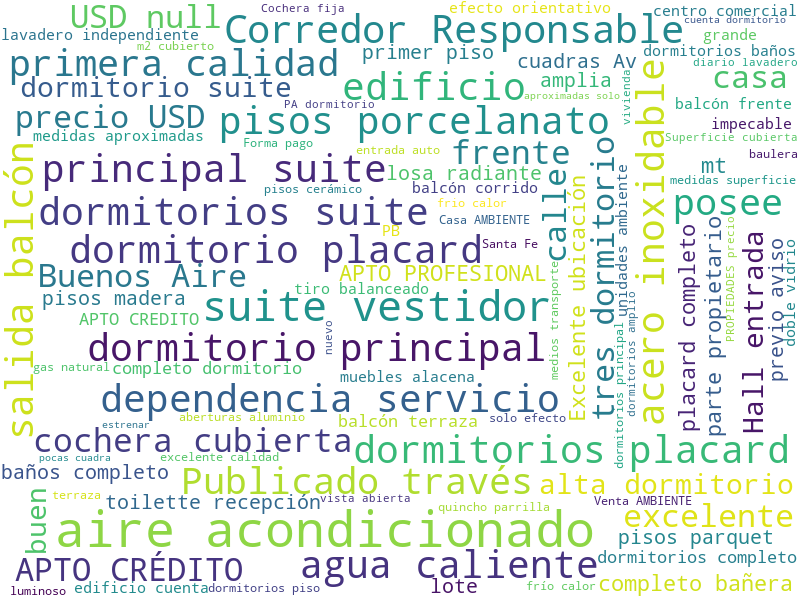 USD null
Cochera fija
efecto orientativo
centro comercial
lavadero independiente
Corredor Responsable
cuenta dormitorio
m2 cubierto
primer piso
cuadras Av
grande
dormitorios baños
primera calidad
diario lavadero
dormitorio suite
edificio
amplia
vivienda
acero inoxidable
casa
PA dormitorio
aproximadas solo
balcón frente
precio USD
pisos porcelanato
impecable
medidas aproximadas
Forma pago
Superficie cubierta
salida balcón
entrada auto
frente
tres dormitorio
baulera
principal suite
losa radiante
calle
unidades ambiente
mt
medidas superficie
pisos cerámico
balcón corrido
Excelente ubicación
posee
dormitorios suite
frío calor
Casa AMBIENTE
PROPIEDADES precio
parte propietario
placard completo
Hall entrada
previo aviso
doble vidrio
dormitorio placard
PB
Santa Fe
Buenos Aire
APTO PROFESIONAL
medios transporte
tiro balanceado
pisos madera
suite vestidor
dormitorios amplio
APTO CREDITO
nuevo
dormitorios principal
dormitorio principal
gas natural
completo dormitorio
muebles alacena
dependencia servicio
aberturas aluminio
balcón terraza
solo efecto
estrenar
cochera cubierta
dormitorios placard
pocas cuadra
excelente calidad
baños completo
Publicado través
alta dormitorio
buen
terraza
toilette recepción
vista abierta
Venta AMBIENTE
quincho parrilla
excelente
aire acondicionado
pisos parquet
APTO CRÉDITO
agua caliente
dormitorios completo
luminoso
edificio cuenta
dormitorios piso
lote
frío calor
completo bañera